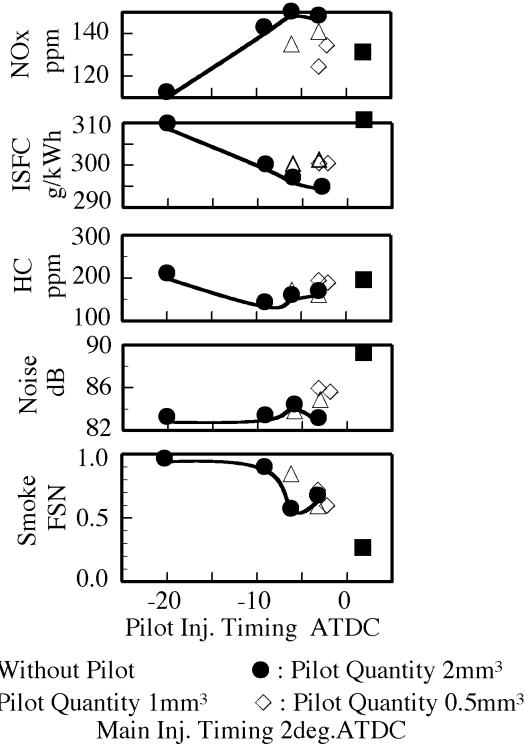 NOx
ppm
140
120
ISFC
g/kWh
310
300
290
HC
ppm
300
200
100
Noise
dB
90
86
82
Smoke
FSN
1.0
0.5
0.0
-20 -10 0
Pilot Inj. Timing ATDC
Without Pilot ● : Pilot Quantity 2mm³
Pilot Quantity 1mm³ ◇ : Pilot Quantity 0.5mm³
Main Inj. Timing 2deg.ATDC